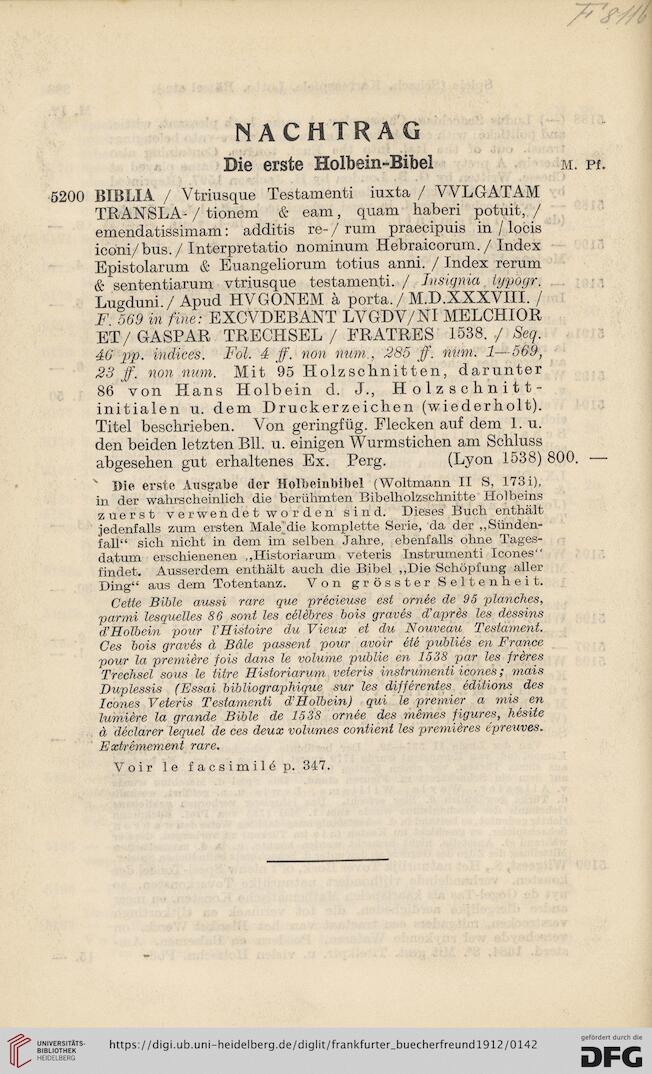 F 811b
NACHTRAG
Die erste Holbein-Bibel
M. Pf.
5200 BIBLIA / Vtriusque Testamenti iuxta / VVLGATAM
TRANSLA- / tionem & eam, quam haberi potuit, /
emendatissimam: additis re- / rum praecipuis in / locis
iconi/bus. / Interpretatio nominum Hebraicorum. / Index
Epistolarum & Euangeliorum totius anni. / Index rerum
& sententiarum vtriusque testamenti. / Insignia typogr.
Lugduni. / Apud HVGONEM à porta. / M.D.XXXVIII. /
F. 569 in fine: EXCVDEBANT LVGDV/NI MELCHIOR
ET / GASPAR TRECHSEL / FRATRES 1538. / Seq.
46 pp. indices. Fol. 4 ff. non num., 285 ff. num. 1—569,
23 ff. non num. Mit 95 Holzschnitten, darunter
86 von Hans Holbein d. J., Holzschnitt-
initialen u. dem Druckerzeichen (wiederholt).
Titel beschrieben. Von geringfüg. Flecken auf dem 1. u.
den beiden letzten Bll. u. einigen Wurmstichen am Schluss
abgesehen gut erhaltenes Ex. Perg. (Lyon 1538) 800. —
Die erste Ausgabe der Holbeinbibel (Woltmann II S, 173 i),
in der wahrscheinlich die berühmten Bibelholzschnitte Holbeins
zuerst verwendet worden sind. Dieses Buch enthält
jedenfalls zum ersten Male die komplette Serie, da der „Sünden-
fall“ sich nicht in dem im selben Jahre, ebenfalls ohne Tages-
datum erschienenen „Historiarum veteris Instrumenti Icones“
findet. Ausserdem enthält auch die Bibel „Die Schöpfung aller
Ding“ aus dem Totentanz. Von grösster Seltenheit.
Cette Bible aussi rare que précieuse est ornée de 95 planches,
parmi lesquelles 86 sont les célèbres bois gravés d'après les dessins
d'Holbein pour l'Histoire du Vieux et du Nouveau Testament.
Ces bois gravés à Bâle passent pour avoir été publiés en France
pour la première fois dans le volume publie en 1538 par les frères
Trechsel sous le titre Historiarum veteris instrumenti icones; mais
Duplessis (Essai bibliographique sur les différentes éditions des
Icones Veteris Testamenti d'Holbein) qui le premier a mis en
lumière la grande Bible de 1538 ornée des mêmes figures, hésite
à déclarer lequel de ces deux volumes contient les premières épreuves.
Extrêmement rare.
Voir le facsimilé p. 347.
UNIVERSITÄTS-
BIBLIOTHEK
HEIDELBERG
https://digi.ub.uni-heidelberg.de/diglit/frankfurter_buecherfreund1912/0142
gefördert durch die
DFG